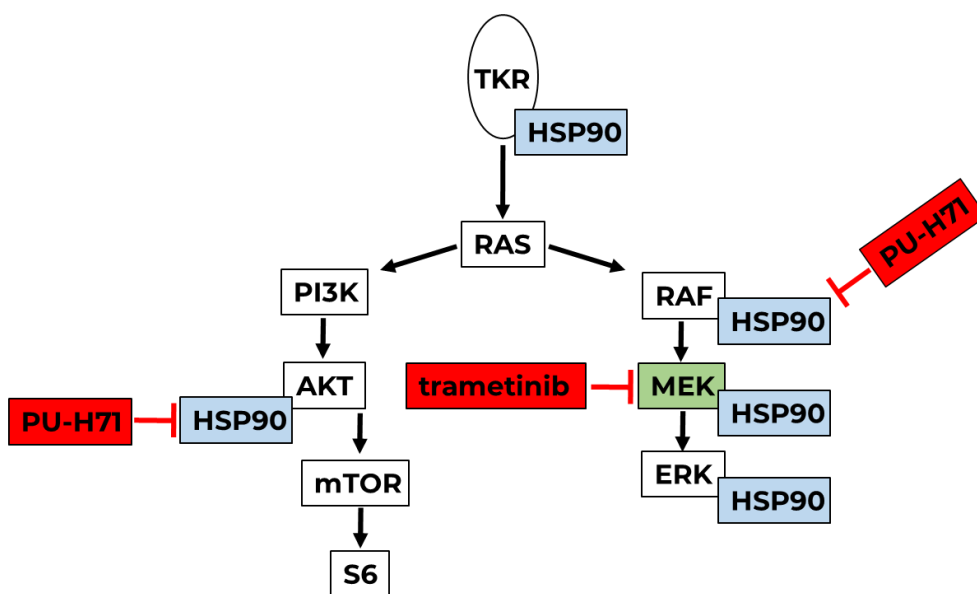 TKR
HSP90
RAS
PU-H71
PI3K
RAF
HSP90
AKT
trametinib
MEK
PU-H71
HSP90
HSP90
mTOR
ERK
HSP90
S6